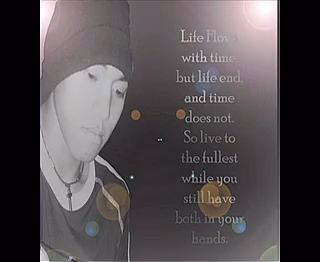 Life Flow
with time,
but life end,
and time
does not.
So live to
the fullest
while you
still have
both in your
hands.